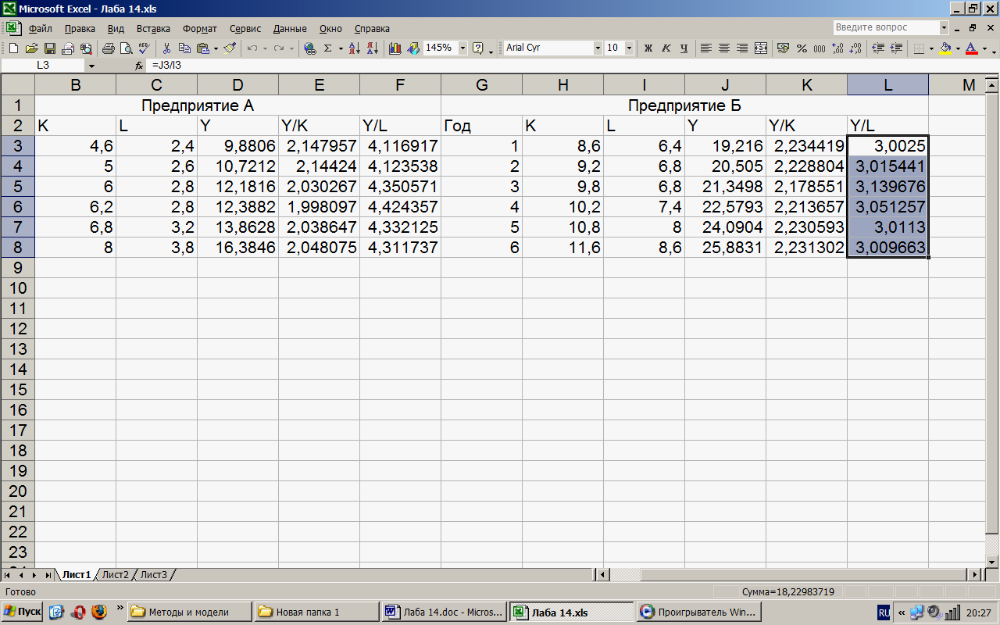 Microsoft Excel - Лаба 14.xls
Файл Правка Вид Вставка Формат Сервис Данные Окно Справка Введите вопрос
145% Arial Cyr 10 Ж К Ч % 000
L3 fx =J3/I3
B C D E F G H I J K L M
1 Предприятие А Предприятие Б
2 K L Y Y/K Y/L Год K L Y Y/K Y/L
3 4,6 2,4 9,8806 2,147957 4,116917 1 8,6 6,4 19,216 2,234419 3,0025
4 5 2,6 10,7212 2,14424 4,123538 2 9,2 6,8 20,505 2,228804 3,015441
5 6 2,8 12,1816 2,030267 4,350571 3 9,8 6,8 21,3498 2,178551 3,139676
6 6,2 2,8 12,3882 1,998097 4,424357 4 10,2 7,4 22,5793 2,213657 3,051257
7 6,8 3,2 13,8628 2,038647 4,332125 5 10,8 8 24,0904 2,230593 3,0113
8 8 3,8 16,3846 2,048075 4,311737 6 11,6 8,6 25,8831 2,231302 3,009663
9
10
11
12
13
14
15
16
17
18
19
20
21
22
23
Лист1 Лист2 Лист3
Готово Сумма=18,22983719
Пуск » Методы и модели Новая папка 1 Лаба 14.doc - Micros... Лаба 14.xls Проигрыватель Win... RU « 20:27